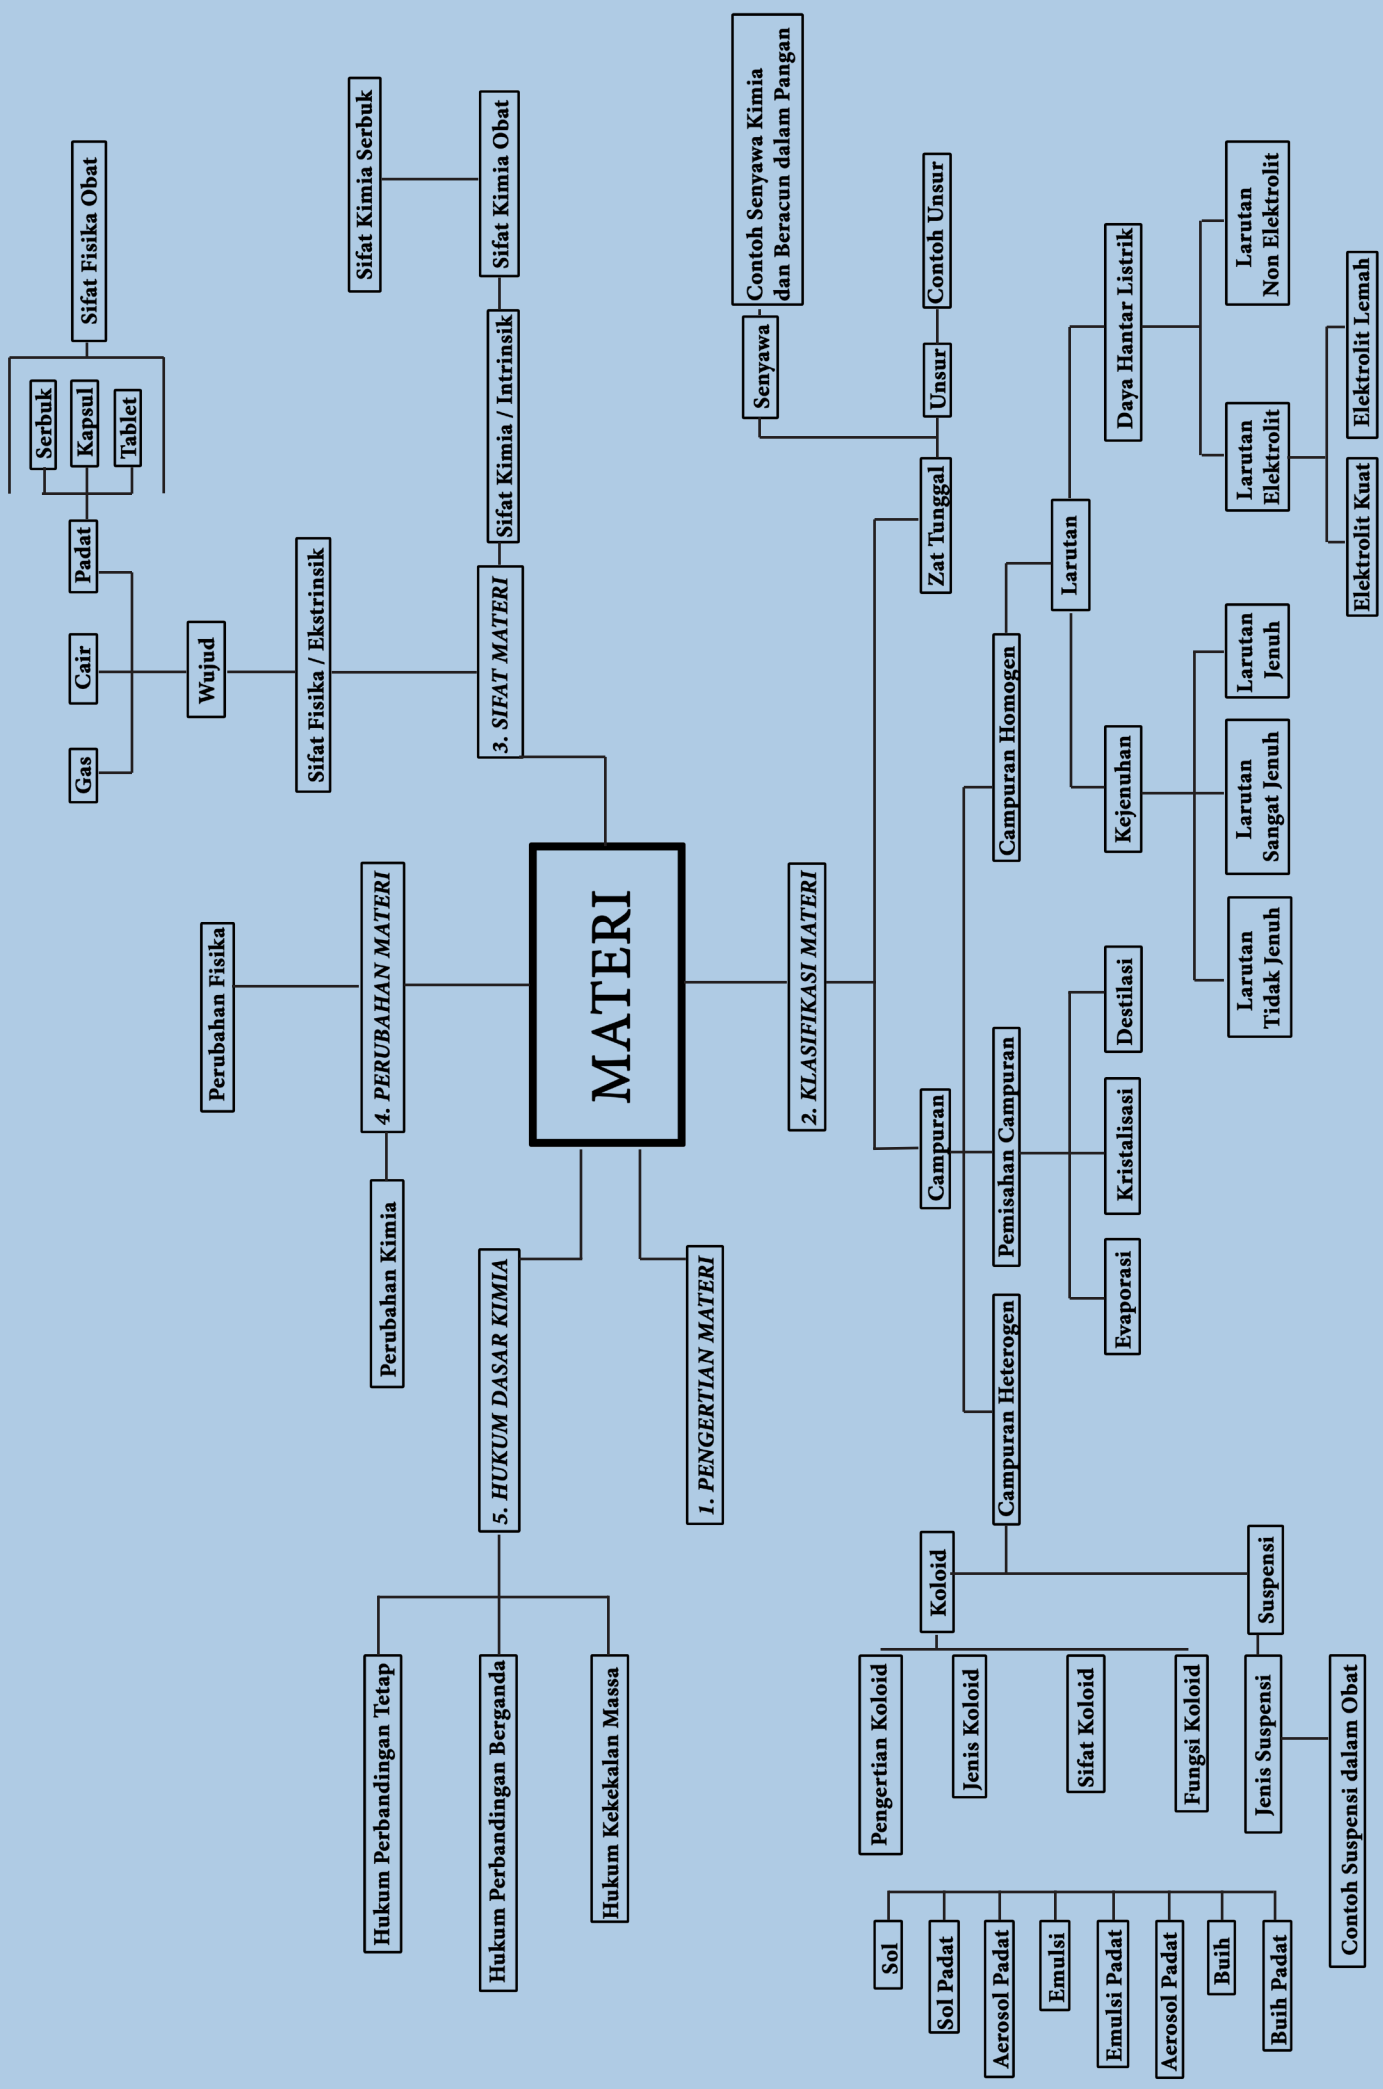 Hukum Perbandingan Tetap
Hukum Perbandingan Berganda
Hukum Kekekalan Massa
5. HUKUM DASAR KIMIA
Perubahan Kimia
Perubahan Fisika
4. PERUBAHAN MATERI
MATERI
1. PENGERTIAN MATERI
Gas
Cair
Padat
Serbuk
Kapsul
Tablet
Sifat Fisika Obat
Wujud
Sifat Fisika / Ekstrinsik
3. SIFAT MATERI
Sifat Kimia / Intrinsik
Sifat Kimia Obat
Sifat Kimia Serbuk
2. KLASIFIKASI MATERI
Zat Tunggal
Senyawa
Contoh Senyawa Kimia
dan Beracun dalam Pangan
Unsur
Contoh Unsur
Campuran
Campuran Heterogen
Pemisahan Campuran
Campuran Homogen
Evaporasi
Kristalisasi
Destilasi
Larutan
Kejenuhan
Daya Hantar Listrik
Larutan
Tidak Jenuh
Larutan
Sangat Jenuh
Larutan
Jenuh
Larutan
Elektrolit
Larutan
Non Elektrolit
Elektrolit Kuat
Elektrolit Lemah
Koloid
Pengertian Koloid
Jenis Koloid
Sifat Koloid
Fungsi Koloid
Suspensi
Jenis Suspensi
Contoh Suspensi dalam Obat
Sol
Sol Padat
Aerosol Padat
Emulsi
Emulsi Padat
Aerosol Padat
Buih
Buih Padat